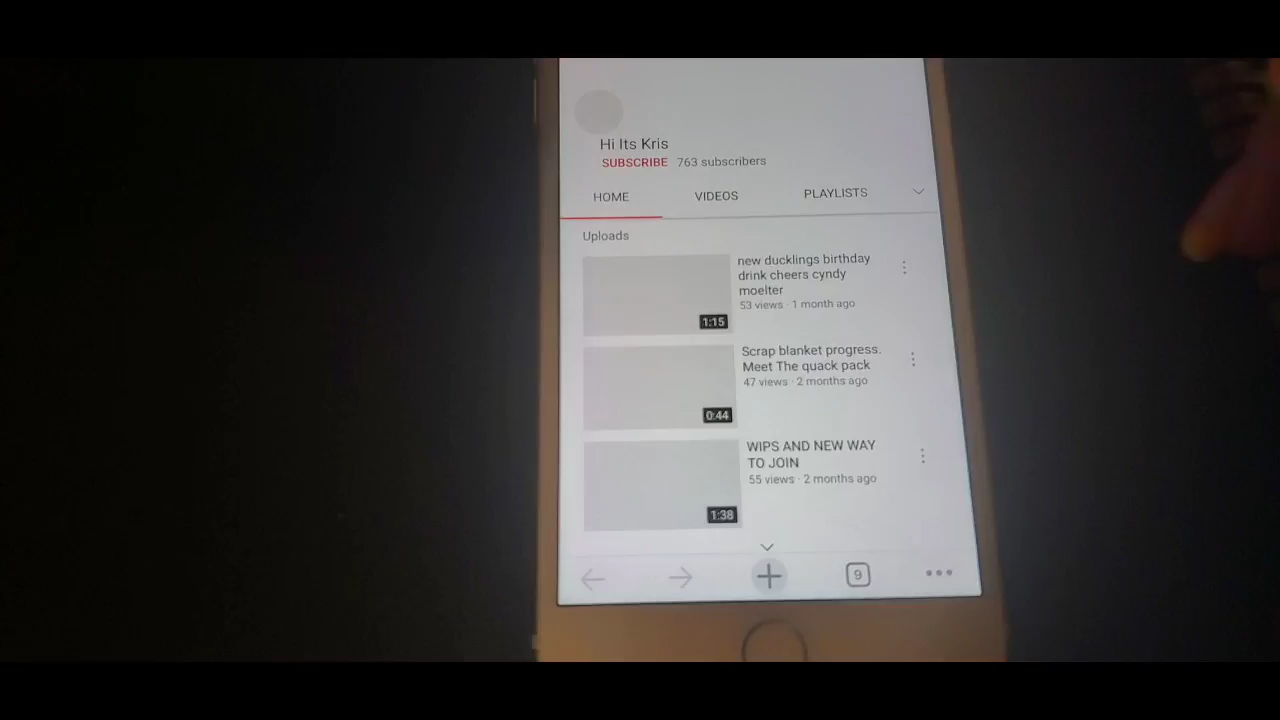 Hi Its Kris
SUBSCRIBE 763 subscribers
HOME VIDEOS PLAYLISTS
Uploads
new ducklings birthday
drink cheers cyndy
moelter
53 views · 1 month ago
1:15
Scrap blanket progress.
Meet The quack pack
47 views · 2 months ago
0:44
WIPS AND NEW WAY
TO JOIN
55 views · 2 months ago
1:38
9